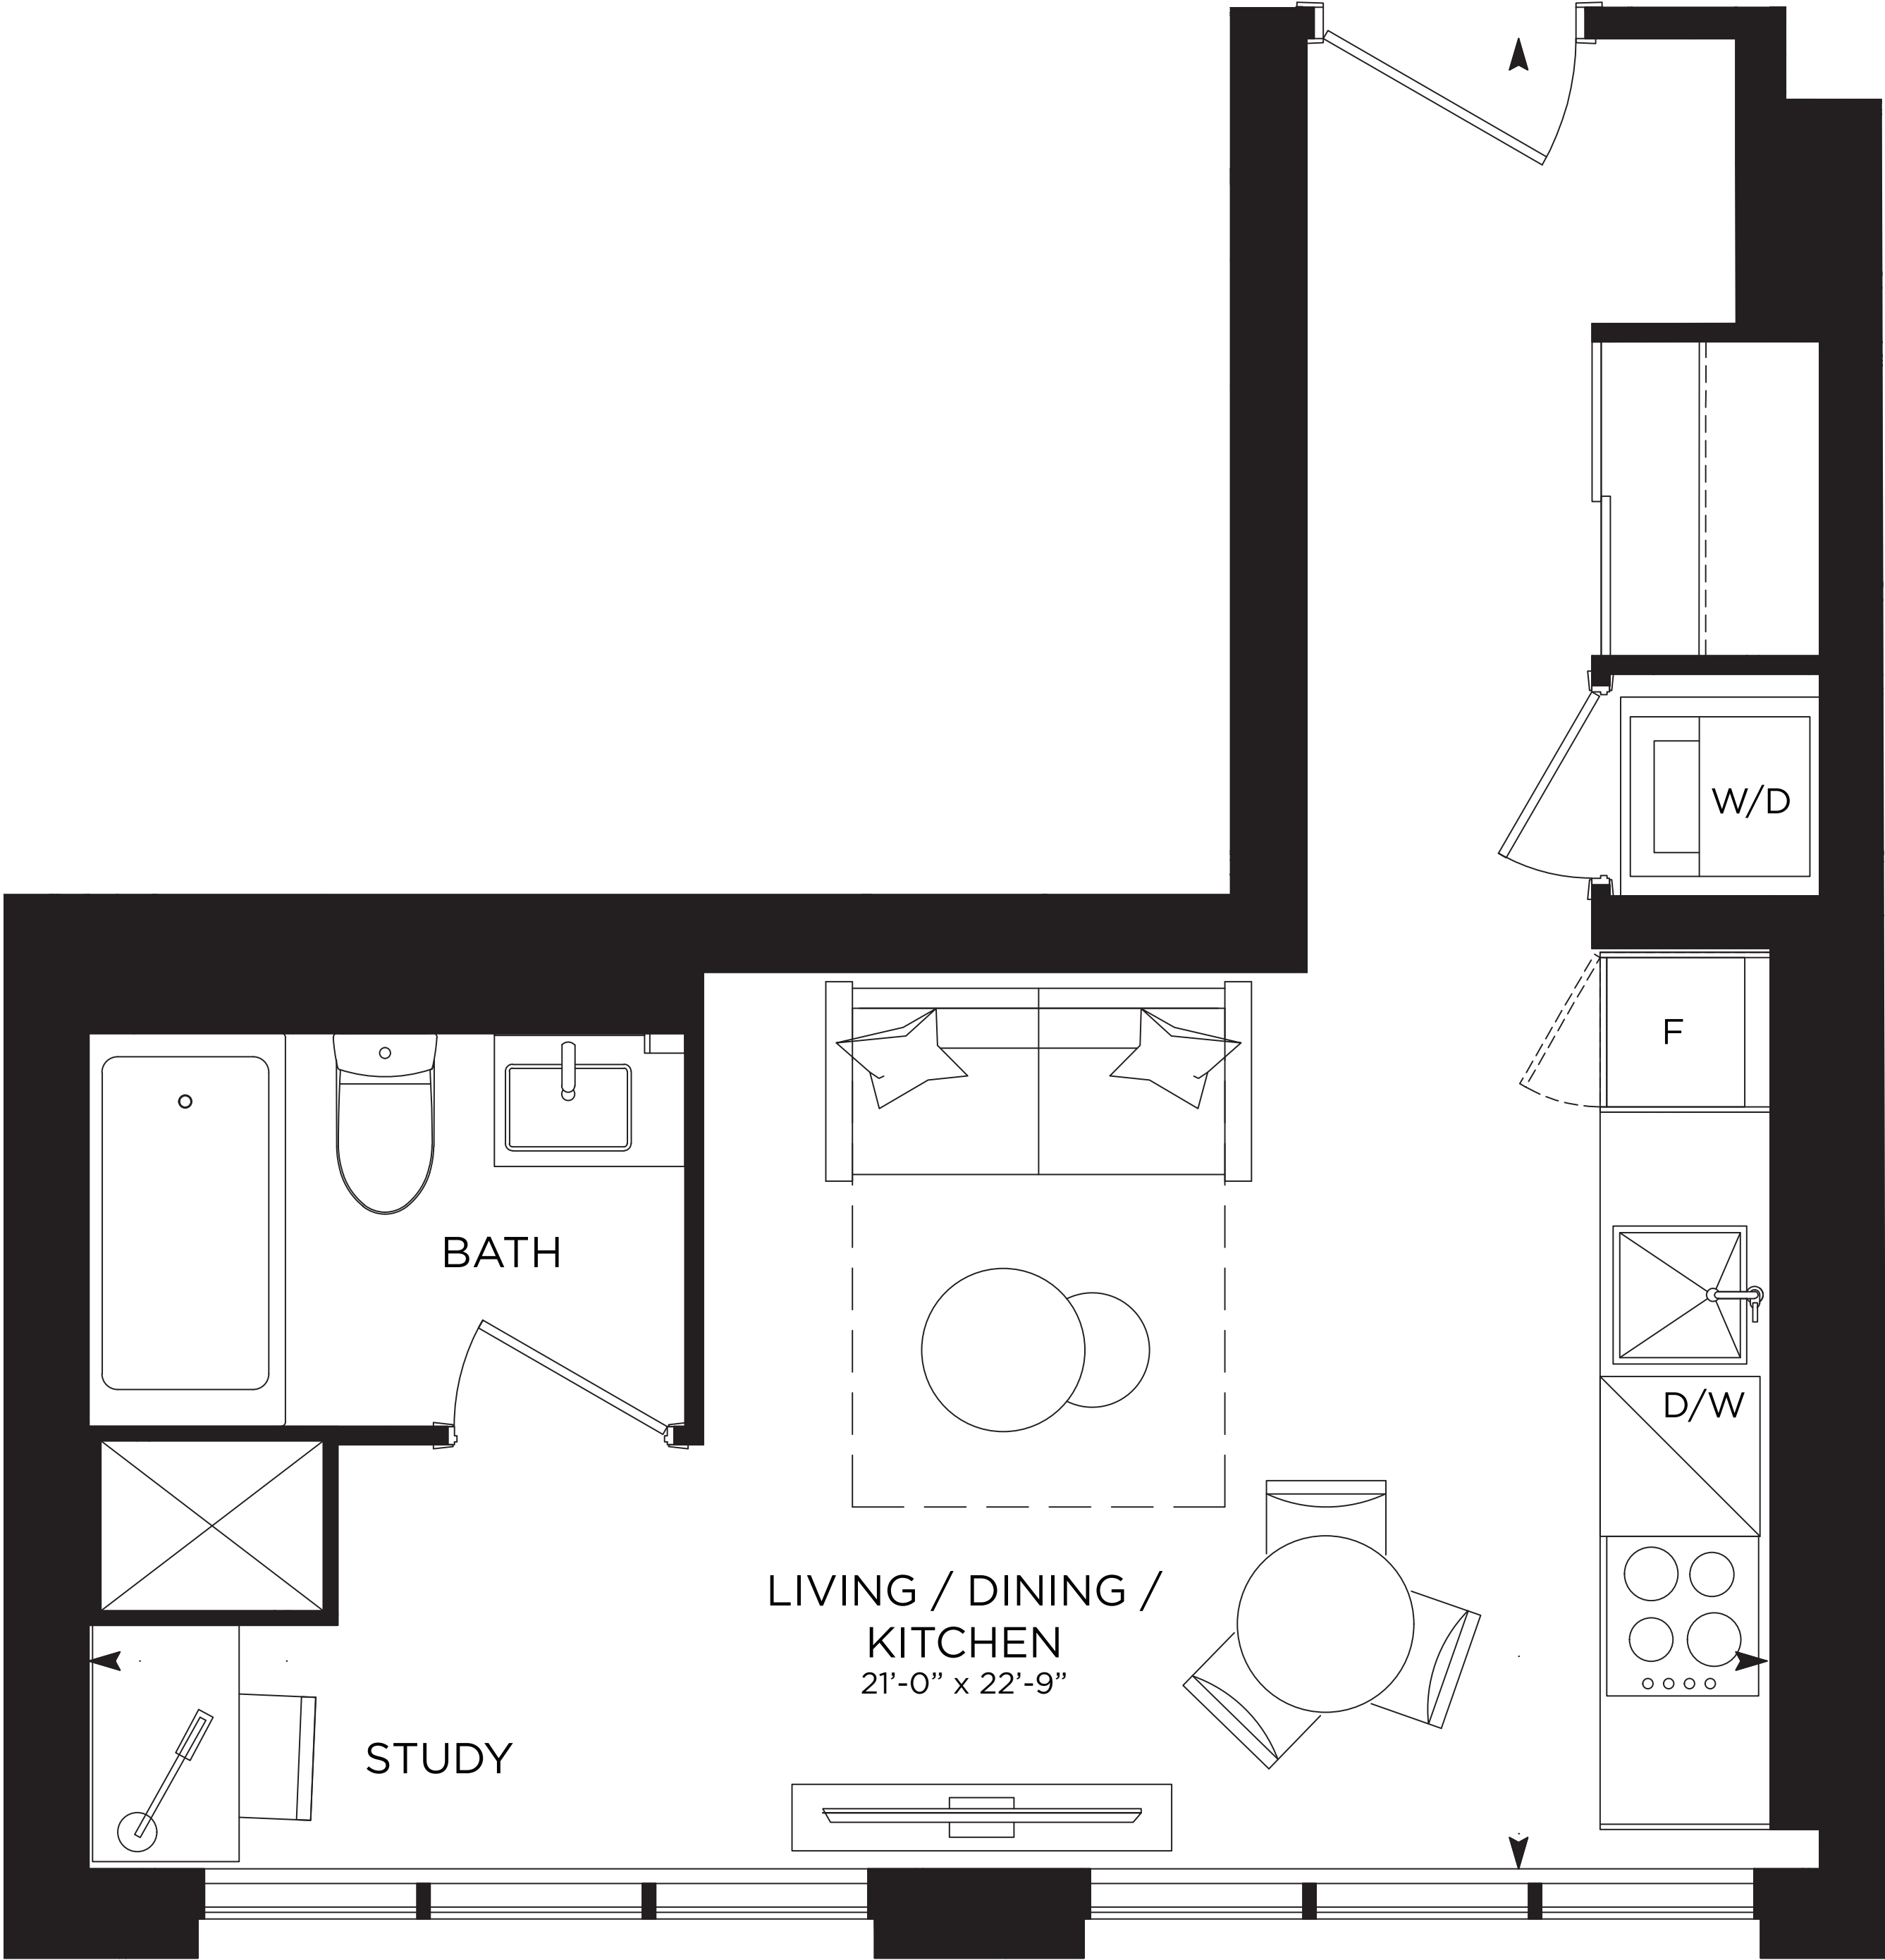 W/D
F
BATH
D/W
LIVING / DINING /
KITCHEN
21’-0’’ x 22’-9’’
STUDY